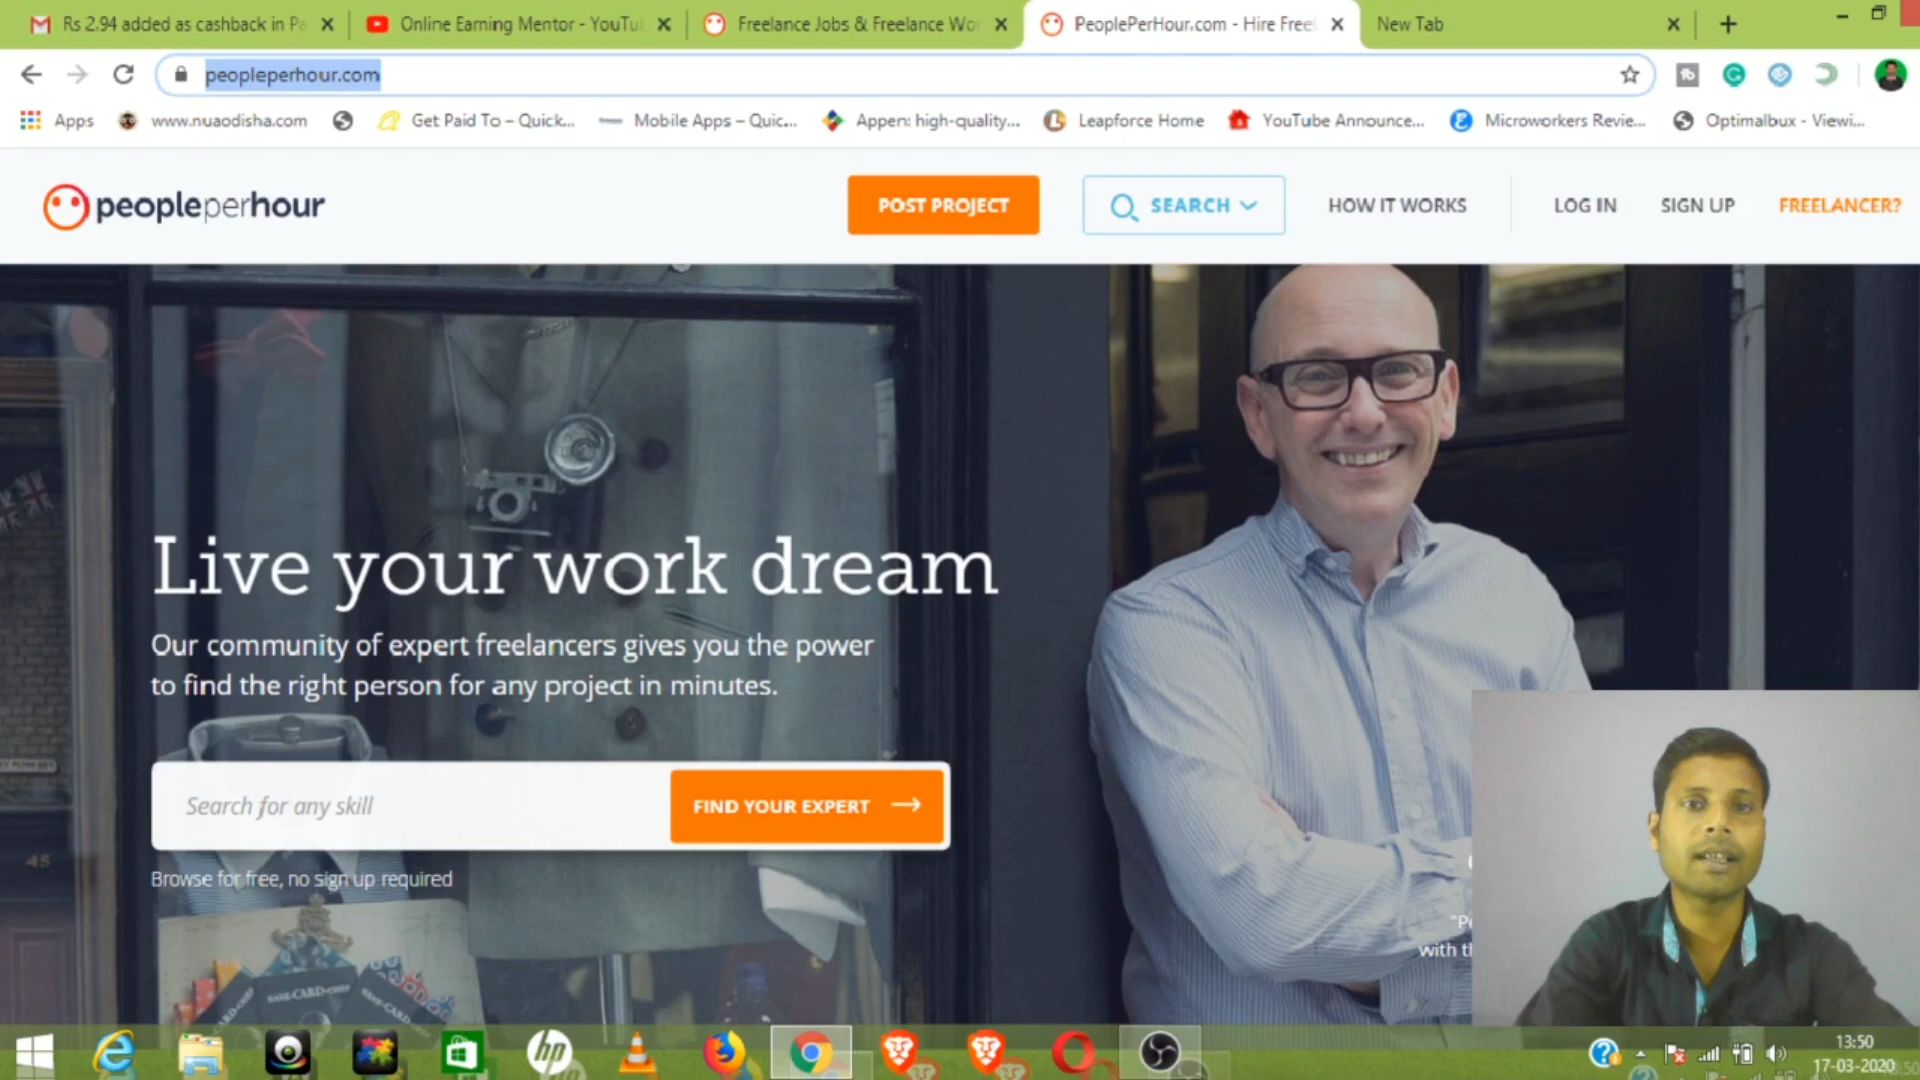 Rs 2.94 added as cashback in Pa
Online Earning Mentor - YouTu
Freelance Jobs & Freelance Wor
PeoplePerHour.com - Hire Free
New Tab
peopleperhour.com
Apps
www.nuaodisha.com
Get Paid To – Quick...
Mobile Apps – Quic...
Appen: high-quality...
Leapforce Home
YouTube Announce...
Microworkers Revie...
Optimalbux - Viewi...
peopleperhour
POST PROJECT
SEARCH
HOW IT WORKS
LOG IN
SIGN UP
FREELANCER?
Live your work dream
Our community of expert freelancers gives you the power
to find the right person for any project in minutes.
Search for any skill
FIND YOUR EXPERT
Browse for free, no sign up required
45
"P
with t
hp
13:50
17-03-2020